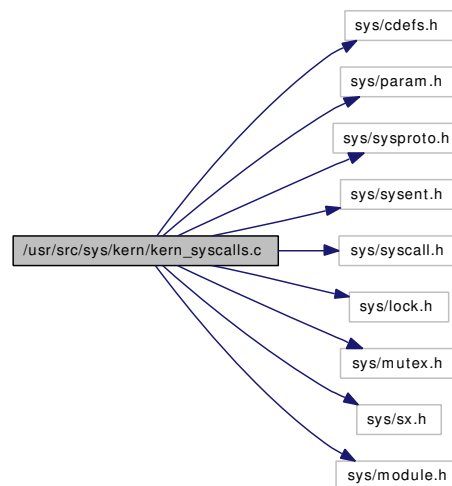 sys/cdefs.h
sys/param.h
sys/sysproto.h
sys/sysent.h
/usr/src/sys/kern/kern_syscalls.c
sys/syscall.h
sys/lock.h
sys/mutex.h
sys/sx.h
sys/module.h